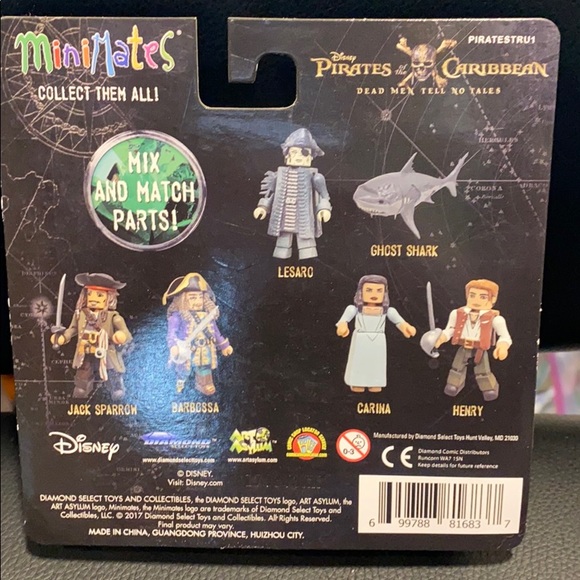 MiniMates
COLLECT THEM ALL!
PIRATESTRU1
Disney
PIRATES of the CARIBBEAN
DEAD MEN TELL NO TALES
MIX
AND MATCH
PARTS!
LESARO
GHOST SHARK
JACK SPARROW
BARBOSSA
CARINA
HENRY
Disney
DIAMOND
www.diamondselecttoys.com
ART ASYLUM
www.artasylum.com
0-3
CE
Manufactured by Diamond Select Toys Hunt Valley, MD 21030
Diamond Comic Distributors
Runcorn WA7 1SN
Keep details for future reference
© DISNEY.
Visit: Disney.com
DIAMOND SELECT TOYS AND COLLECTIBLES, the DIAMOND SELECT TOYS logo, ART ASYLUM, the
ART ASYLUM logo, Minimates, the Minimates logo are trademarks of Diamond Select Toys and
Collectibles, LLC. © 2017 Diamond Select Toys and Collectibles. All Rights Reserved.
Final product may vary.
MADE IN CHINA, GUANGDONG PROVINCE, HUIZHOU CITY.
6 99788 81683 7